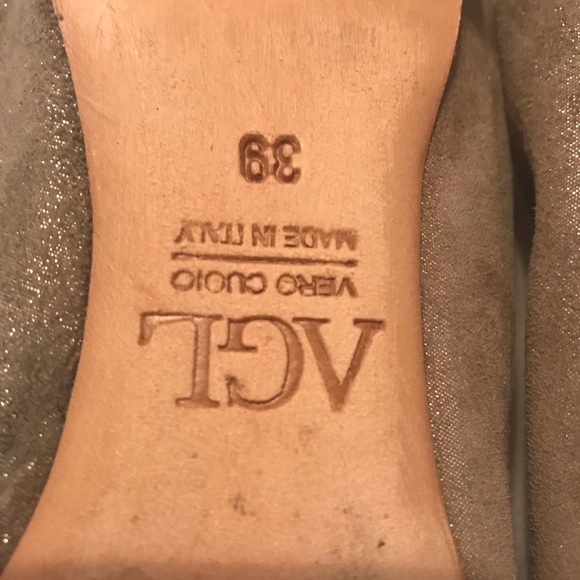 AGL
VERO CUOIO
MADE IN ITALY
39